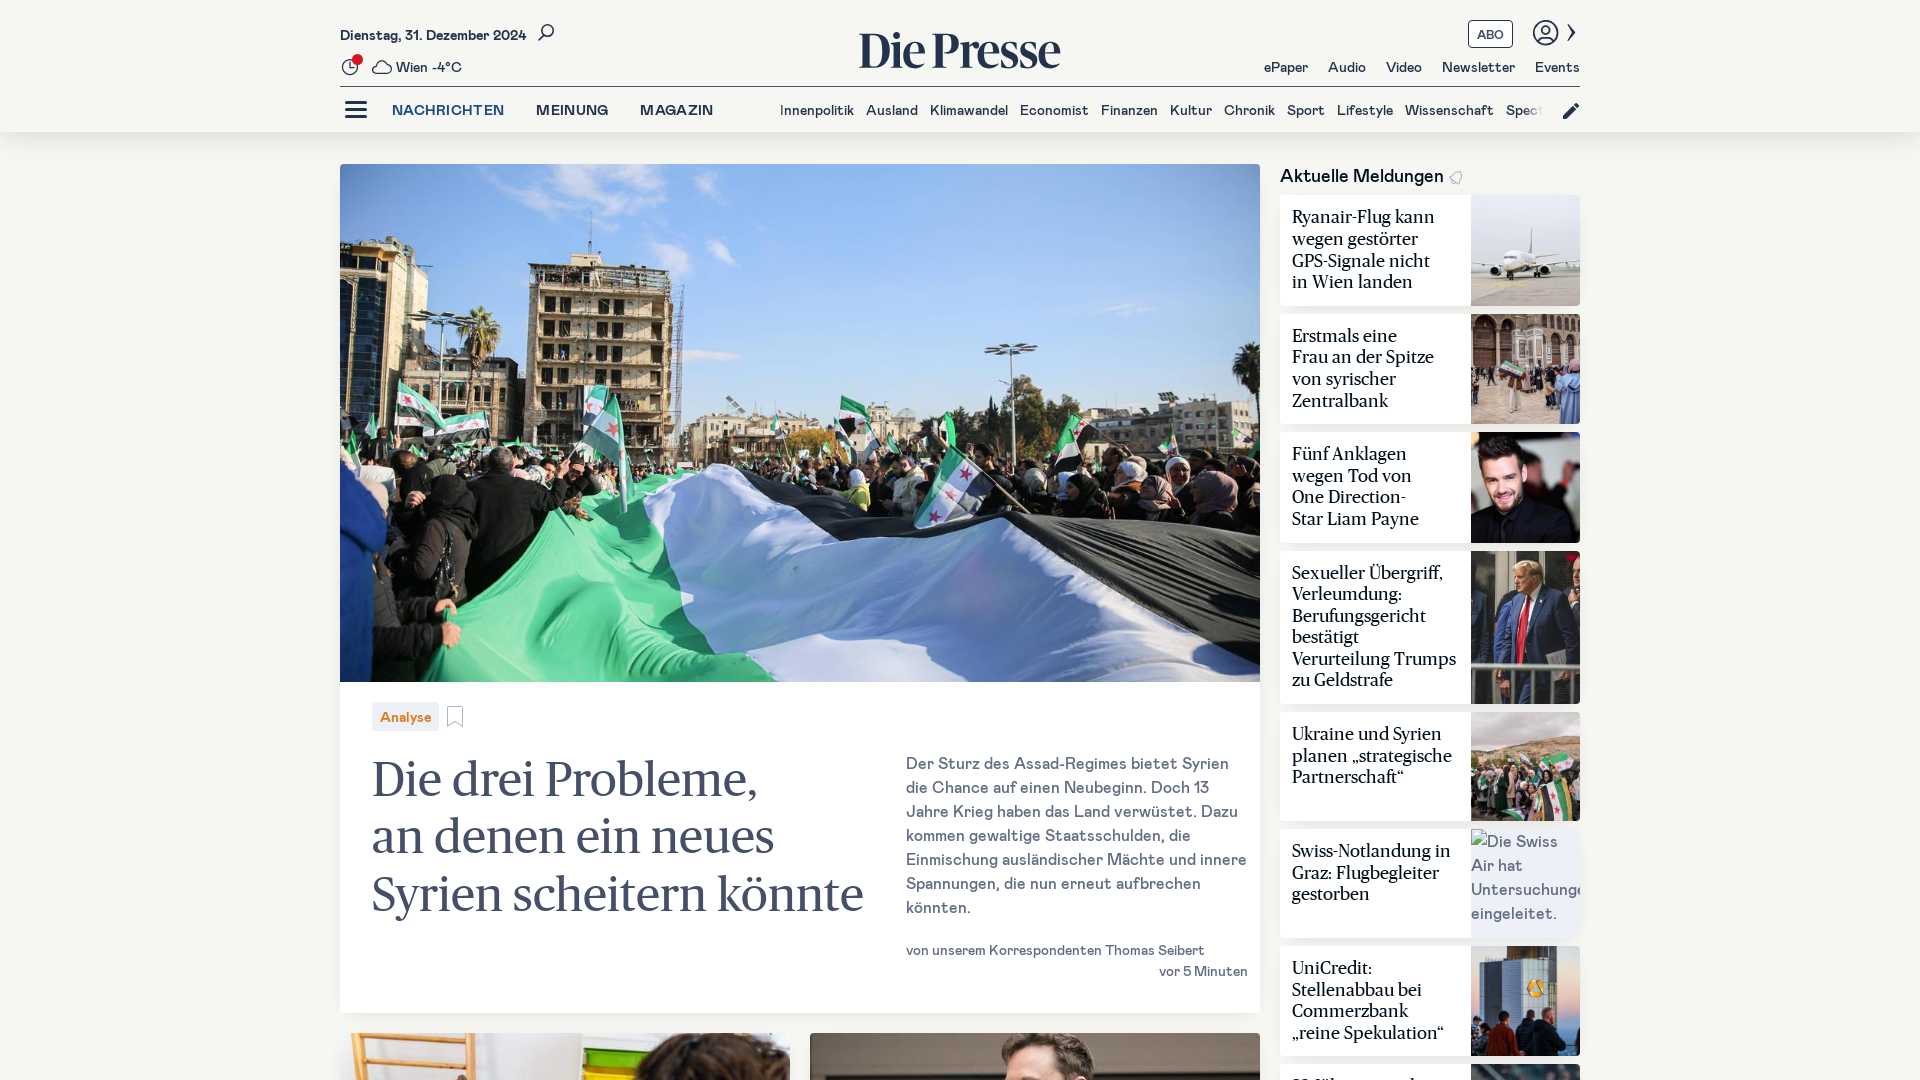 Dienstag, 31. Dezember 2024
Wien -4°C
Die Presse
ABO
ePaper Audio Video Newsletter Events
NACHRICHTEN MEINUNG MAGAZIN
Innenpolitik Ausland Klimawandel Economist Finanzen Kultur Chronik Sport Lifestyle Wissenschaft Spect
Analyse
Die drei Probleme,
an denen ein neues
Syrien scheitern könnte
Der Sturz des Assad-Regimes bietet Syrien
die Chance auf einen Neubeginn. Doch 13
Jahre Krieg haben das Land verwüstet. Dazu
kommen gewaltige Staatsschulden, die
Einmischung ausländischer Mächte und innere
Spannungen, die nun erneut aufbrechen
könnten.
von unserem Korrespondenten Thomas Seibert
vor 5 Minuten
Aktuelle Meldungen
Ryanair-Flug kann
wegen gestörter
GPS-Signale nicht
in Wien landen
Erstmals eine
Frau an der Spitze
von syrischer
Zentralbank
Fünf Anklagen
wegen Tod von
One Direction-
Star Liam Payne
Sexueller Übergriff,
Verleumdung:
Berufungsgericht
bestätigt
Verurteilung Trumps
zu Geldstrafe
Ukraine und Syrien
planen „strategische
Partnerschaft“
Swiss-Notlandung in
Graz: Flugbegleiter
gestorben
Die Swiss
Air hat
Untersuchunge
eingeleitet.
UniCredit:
Stellenabbau bei
Commerzbank
„reine Spekulation“